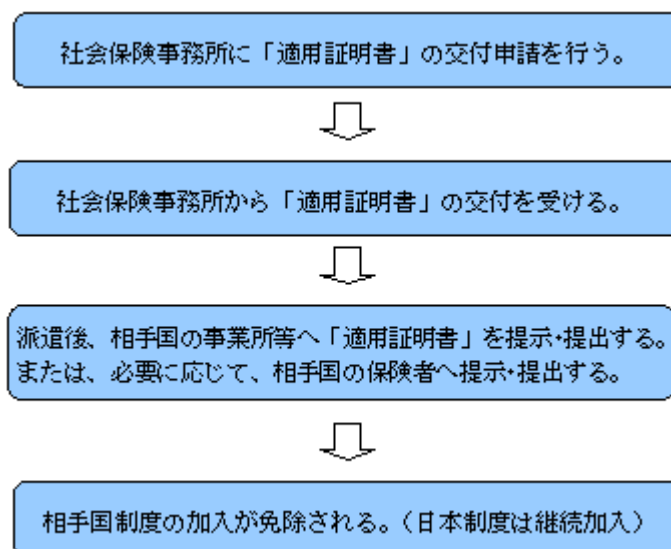 社会保険事務所に「適用証明書」の交付申請を行う。
社会保険事務所から「適用証明書」の交付を受ける。
派遣後、相手国の事業所等へ「適用証明書」を提示・提出する。
または、必要に応じて、相手国の保険者へ提示・提出する。
相手国制度の加入が免除される。（日本制度は継続加入）